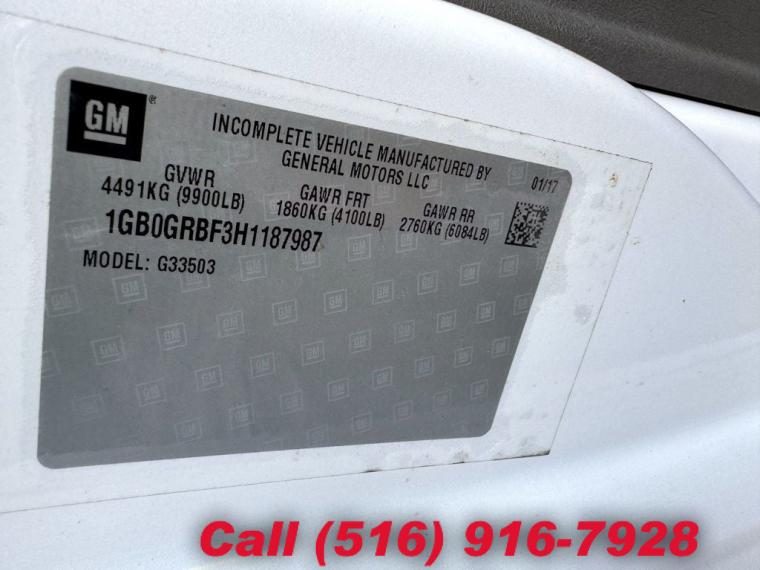 GM®
INCOMPLETE VEHICLE MANUFACTURED BY
GENERAL MOTORS LLC
01/17
GVWR
4491KG (9900LB)
GAWR FRT
1860KG (4100LB)
GAWR RR
2760KG (6084LB)
1GB0GRBF3H1187987
MODEL: G33503
Call (516) 916-7928